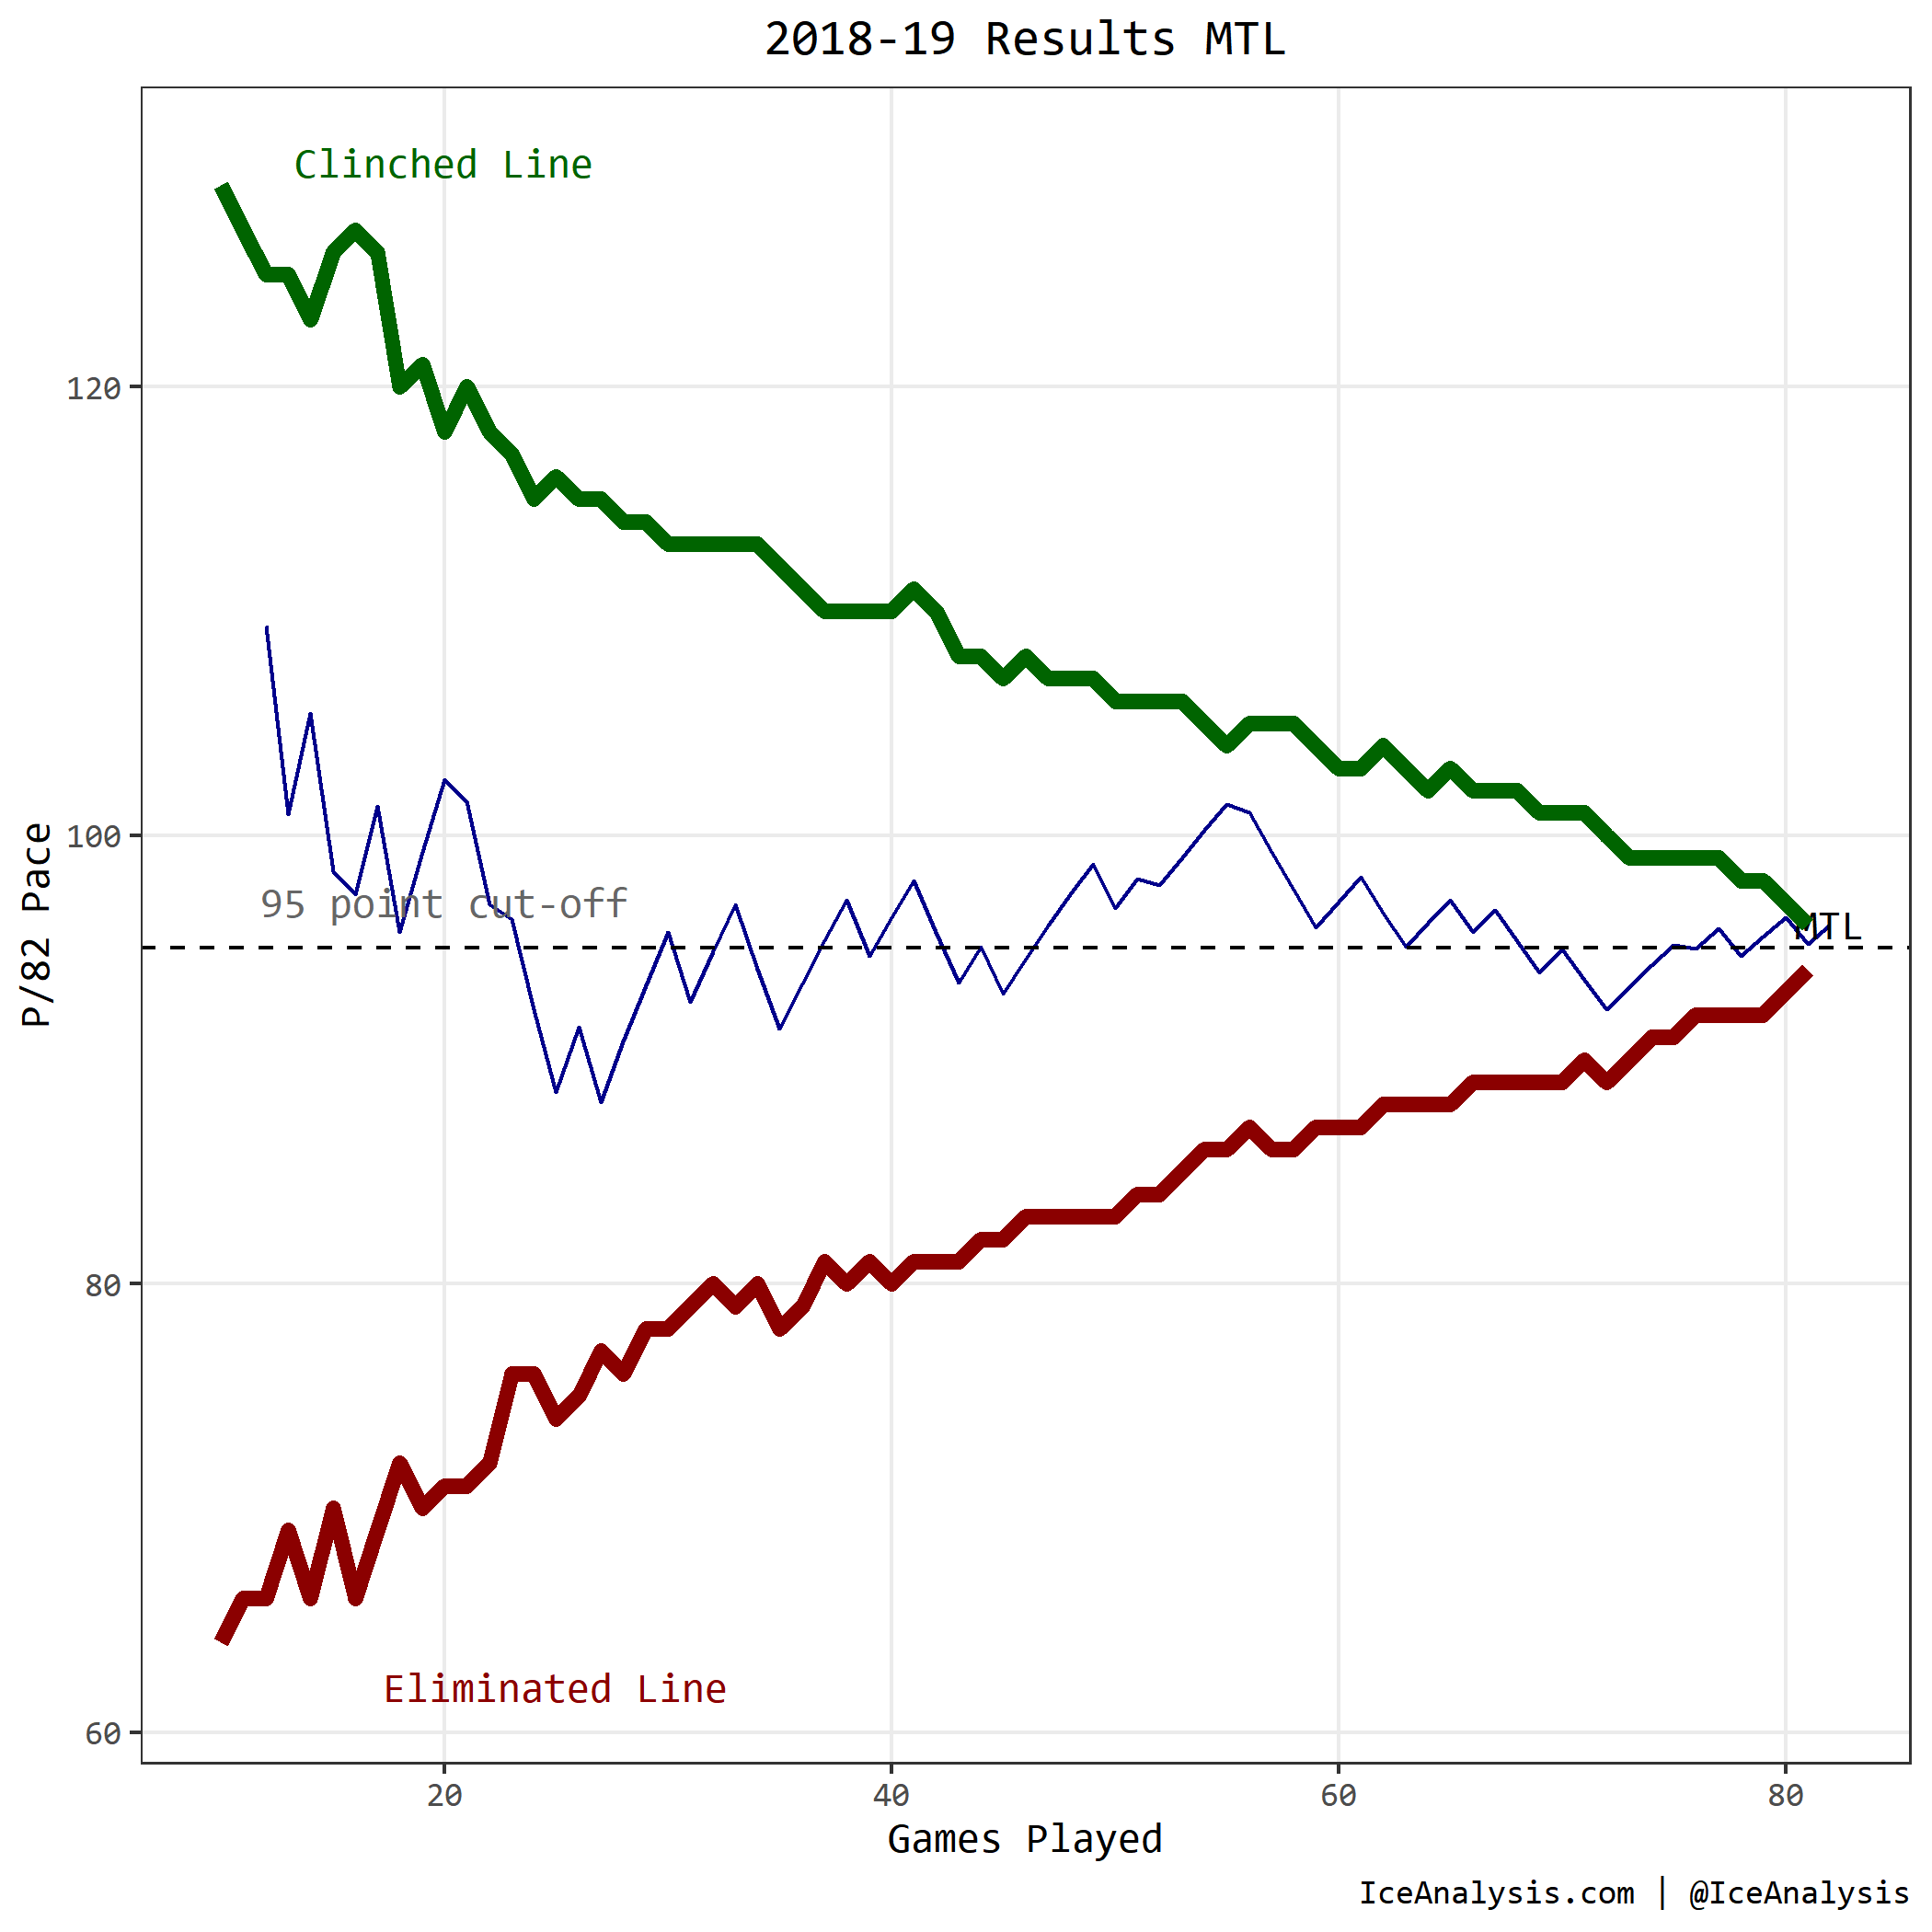 2018-19 Results MTL
Clinched Line
120
100
95 point cut-off
MTL
P/82 Pace
80
Eliminated Line
60
20 40 60 80
Games Played
IceAnalysis.com | @IceAnalysis